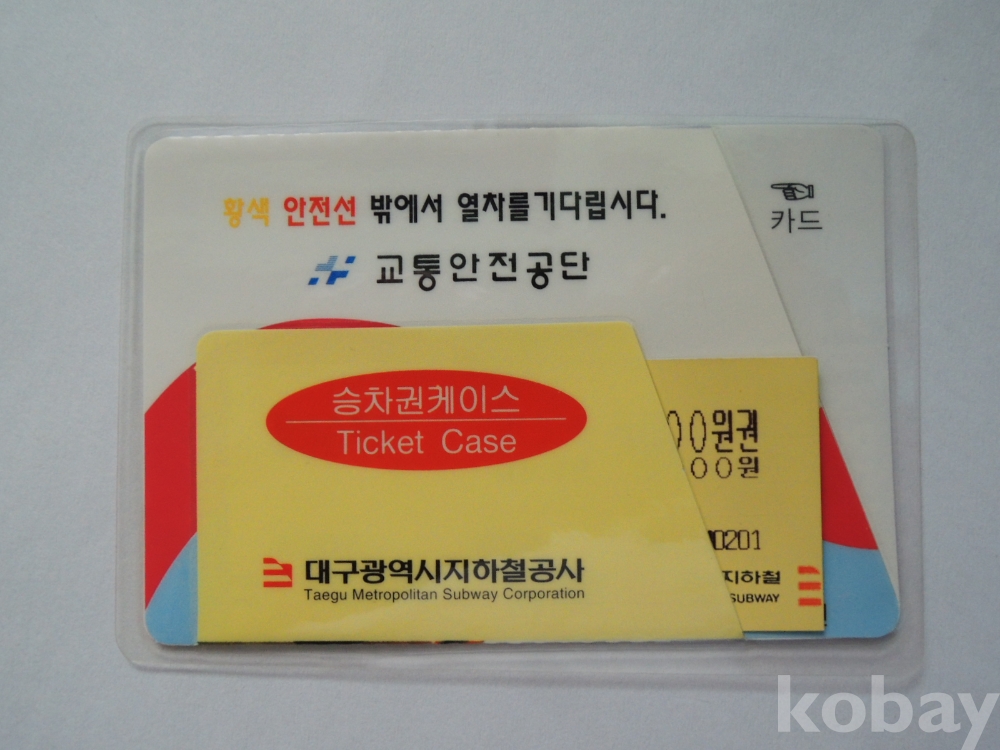 황색 안전선 밖에서 열차를기다립시다.
카드
교통안전공단
승차권케이스
Ticket Case
00원권
00원
0201
대구광역시지하철공사
Taegu Metropolitan Subway Corporation
지하철
SUBWAY
kobay